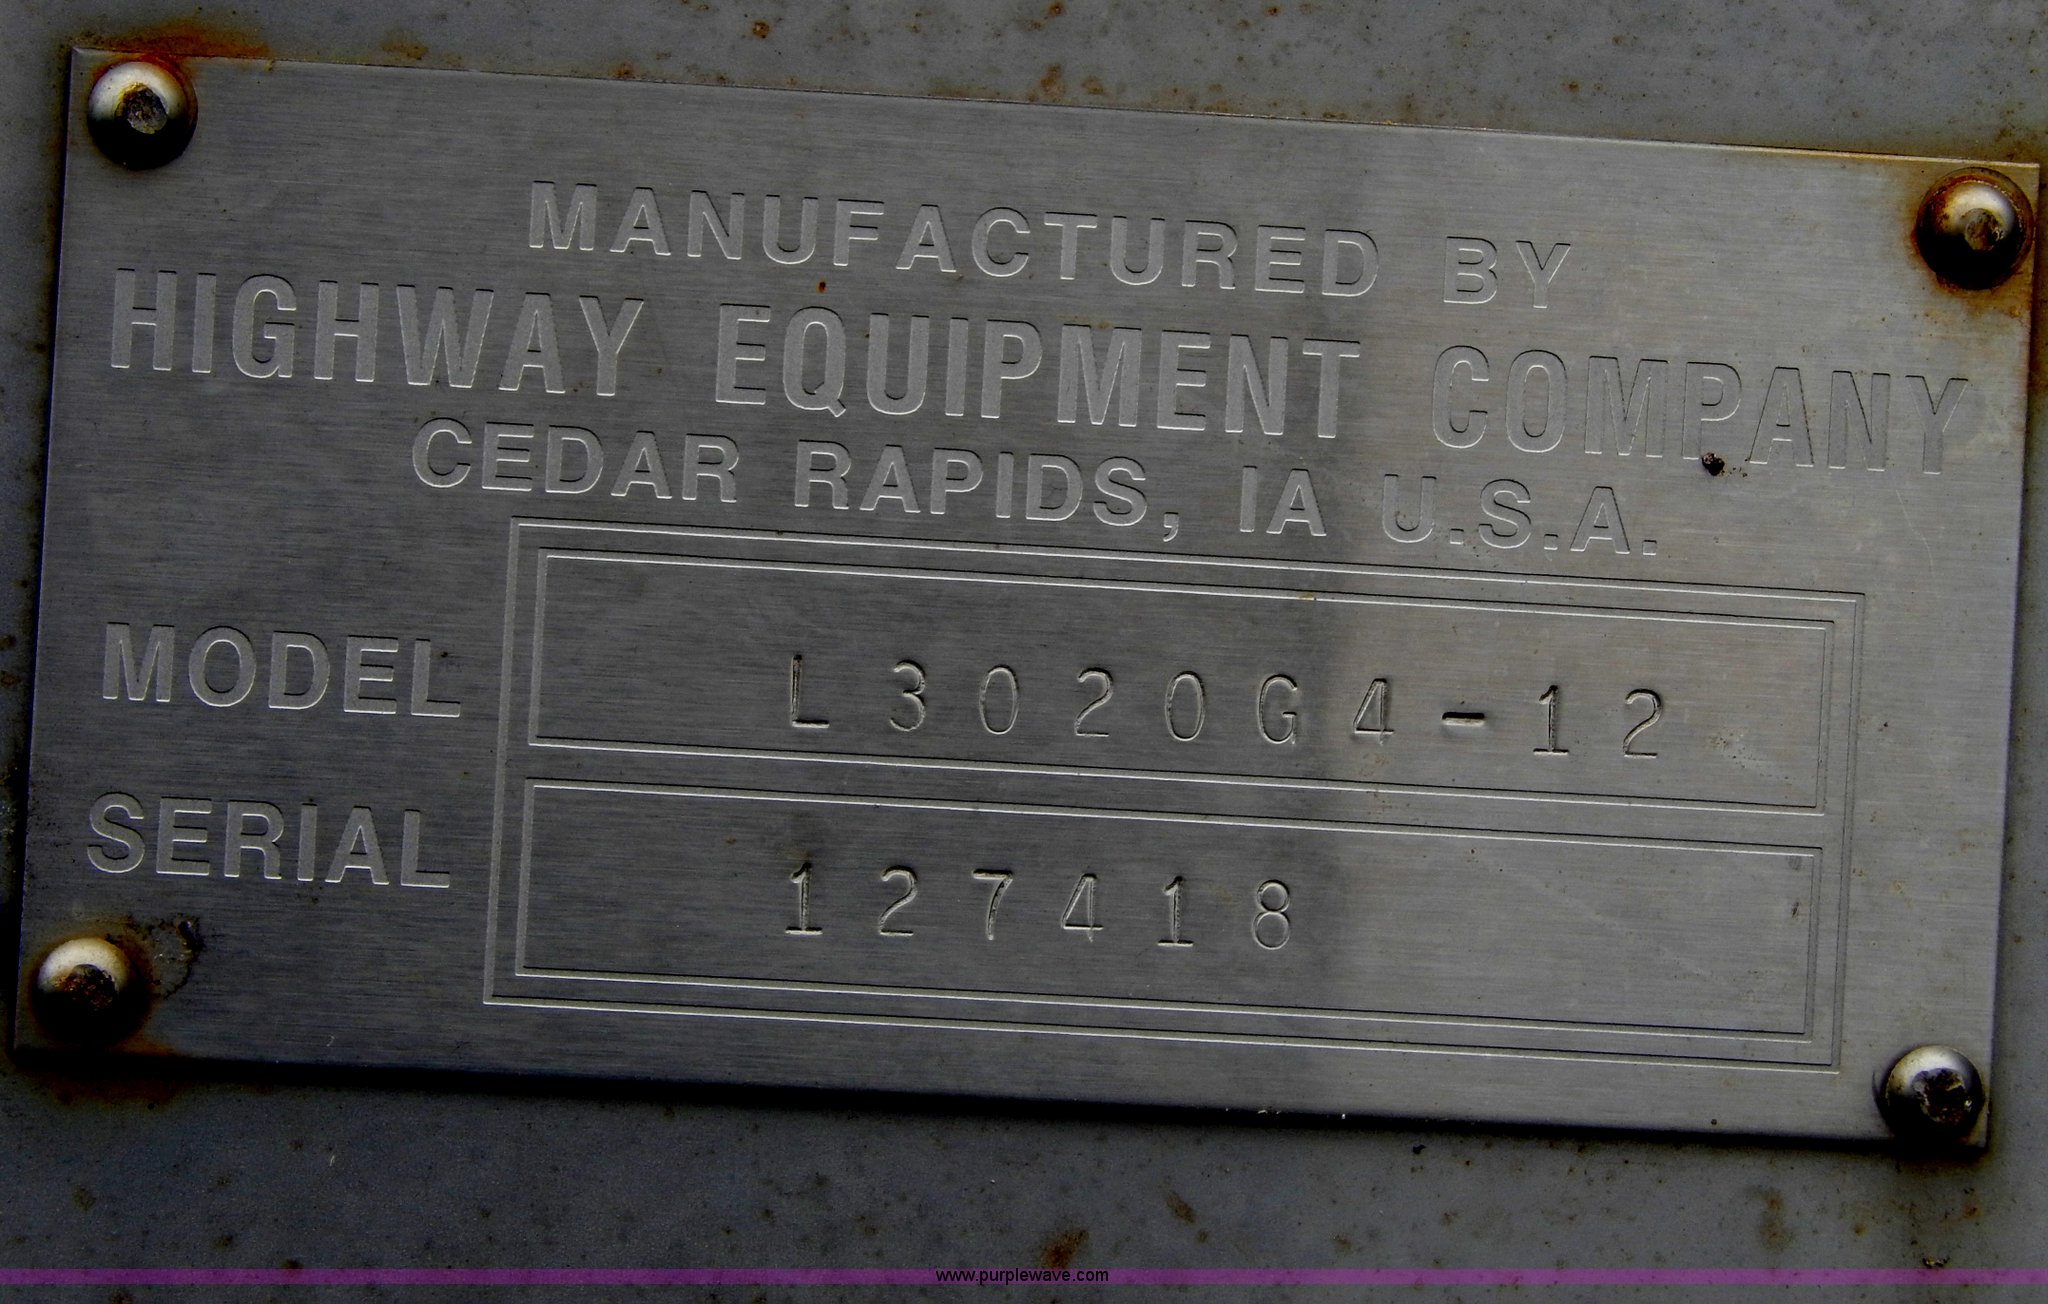 MANUFACTURED BY
HIGHWAY EQUIPMENT COMPANY
CEDAR RAPIDS, IA U.S.A.
MODEL L3020G4-12
SERIAL 127418
www.purplewave.com